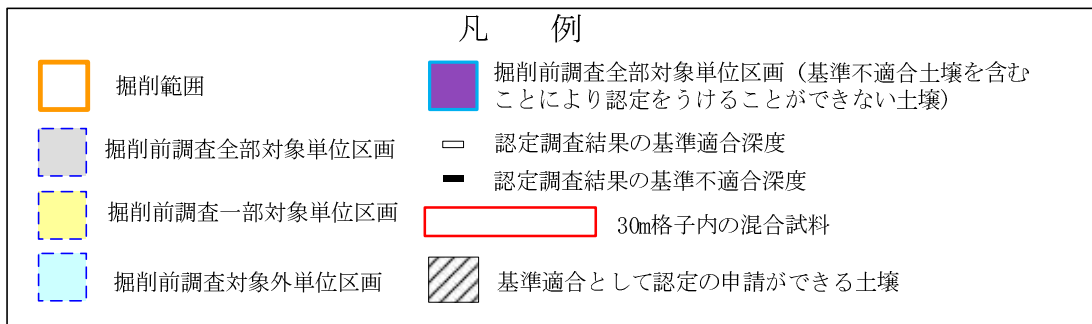 凡　例
掘削範囲
掘削前調査全部対象単位区画
掘削前調査一部対象単位区画
掘削前調査対象外単位区画
掘削前調査全部対象単位区画（基準不適合土壌を含む
ことにより認定をうけることができない土壌）
認定調査結果の基準適合深度
認定調査結果の基準不適合深度
30m格子内の混合試料
基準適合として認定の申請ができる土壌